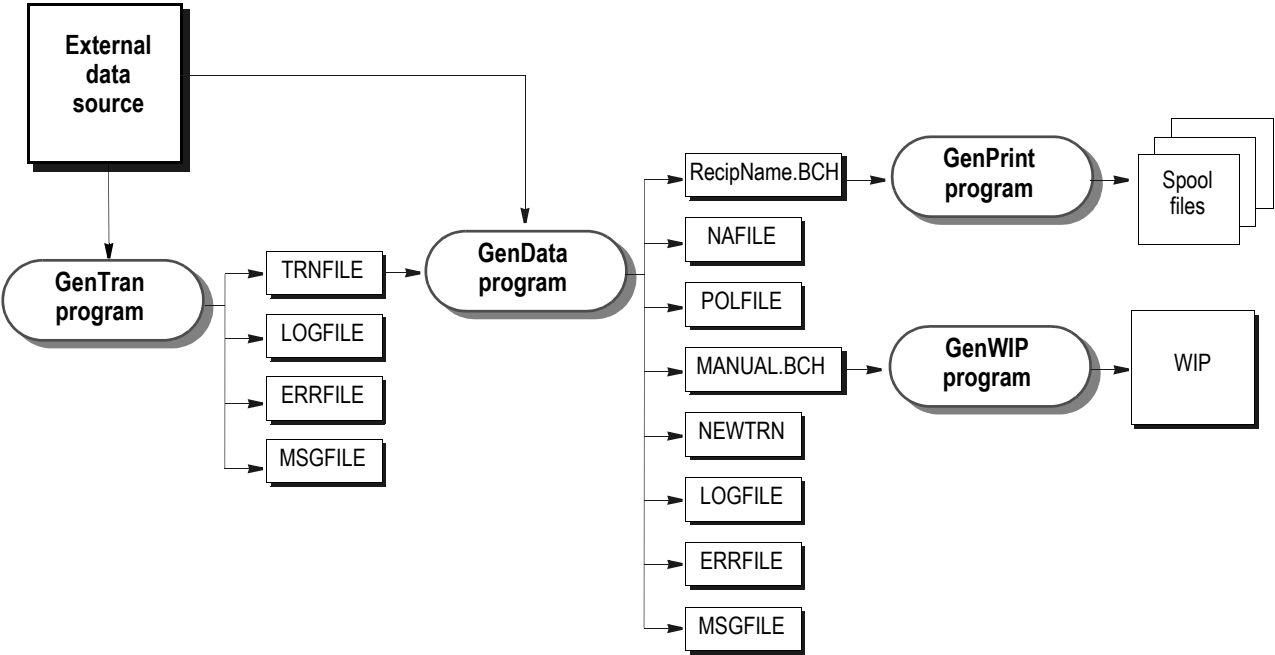 External
data
source
GenTran
program
TRNFILE
LOGFILE
ERRFILE
MSGFILE
GenData
program
RecipName.BCH
NAFILE
POLFILE
MANUAL.BCH
NEWTRN
LOGFILE
ERRFILE
MSGFILE
GenPrint
program
Spool
files
GenWIP
program
WIP